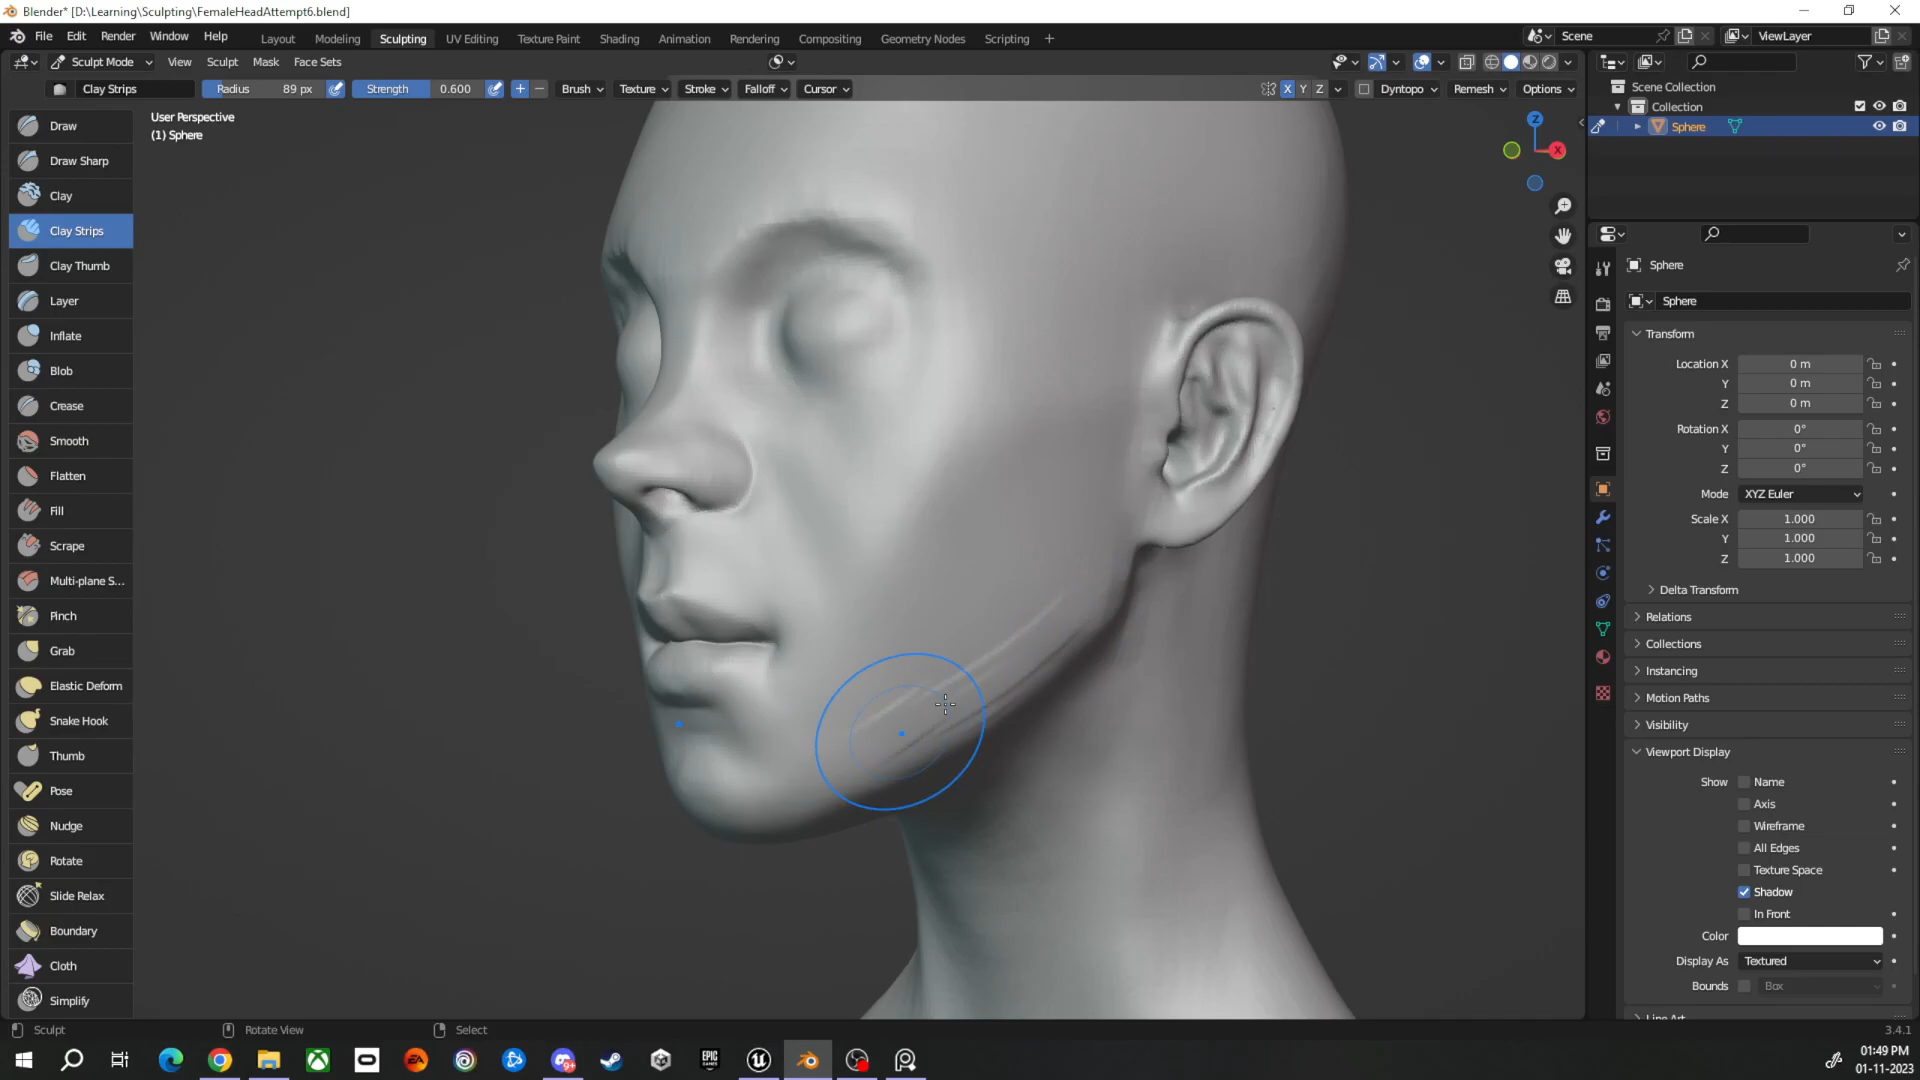 Blender* [D:\Learning\Sculpting\FemaleHeadAttempt6.blend]
File Edit Render Window Help
Layout Modeling Sculpting UV Editing Texture Paint Shading Animation Rendering Compositing Geometry Nodes Scripting +
Scene
ViewLayer
Sculpt Mode View Sculpt Mask Face Sets
Clay Strips Radius 89 px Strength 0.600 Brush Texture Stroke Falloff Cursor
X Y Z Dyntopo Remesh Options
User Perspective
(1) Sphere
Z
X
Draw
Draw Sharp
Clay
Clay Strips
Clay Thumb
Layer
Inflate
Blob
Crease
Smooth
Flatten
Fill
Scrape
Multi-plane S...
Pinch
Grab
Elastic Deform
Snake Hook
Thumb
Pose
Nudge
Rotate
Slide Relax
Boundary
Cloth
Simplify
Scene Collection
Collection
Sphere
Sphere
Sphere
Transform
Location X 0 m
Y 0 m
Z 0 m
Rotation X 0°
Y 0°
Z 0°
Mode XYZ Euler
Scale X 1.000
Y 1.000
Z 1.000
Delta Transform
Relations
Collections
Instancing
Motion Paths
Visibility
Viewport Display
Show Name
Axis
Wireframe
All Edges
Texture Space
Shadow
In Front
Color
Display As Textured
Bounds Box
Line Art
Sculpt Rotate View Select
3.4.1
EA
EPIC GAMES
9+
01:49 PM
01-11-2023